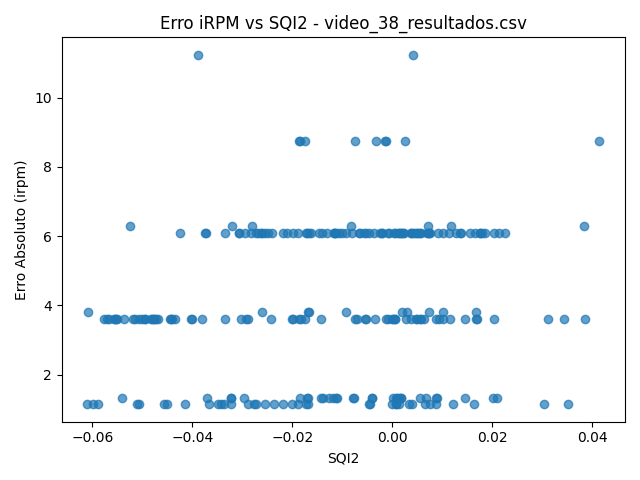 Erro iRPM vs SQI2 - video_38_resultados.csv
Erro Absoluto (irpm)
10
8
6
4
2
−0.06 −0.04 −0.02 0.00 0.02 0.04
SQI2